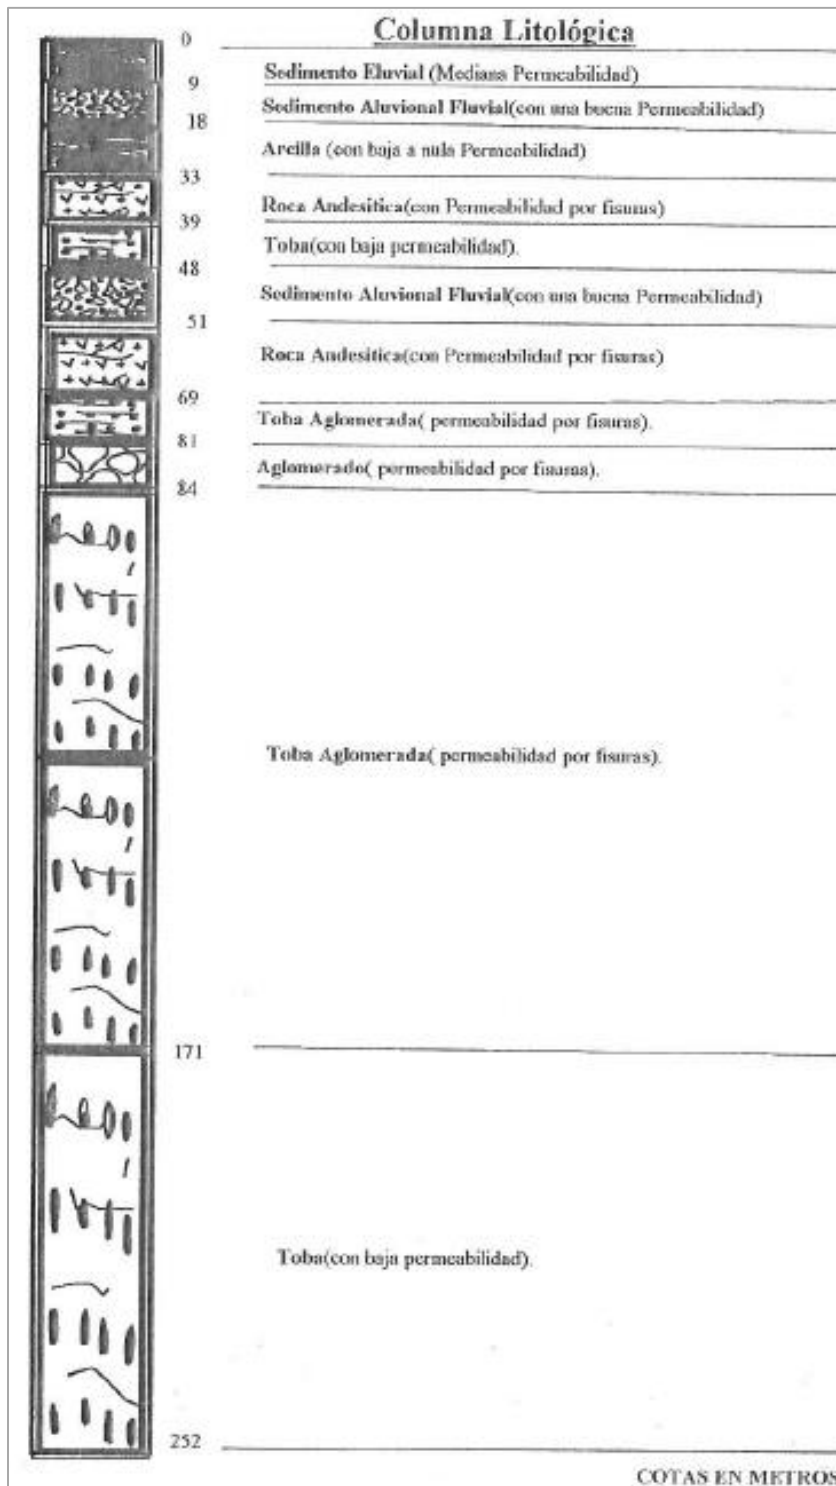 Columna Litológica
0
Sedimento Eluvial (Mediana Permeabilidad)
9
Sedimento Aluvional Fluvial(con una buena Permeabilidad)
18
Arcilla (con baja a nula Permeabilidad)
33
Roca Andesitica(con Permeabilidad por fisuras)
39
Toba(con baja permeabilidad).
48
Sedimento Aluvional Fluvial(con una buena Permeabilidad)
51
Roca Andesitica(con Permeabilidad por fisuras)
69
Toba Aglomerada( permeabilidad por fisuras).
81
Aglomerado( permeabilidad por fisuras).
84
Toba Aglomerada( permeabilidad por fisuras).
171
Toba(con baja permeabilidad).
252
COTAS EN METROS